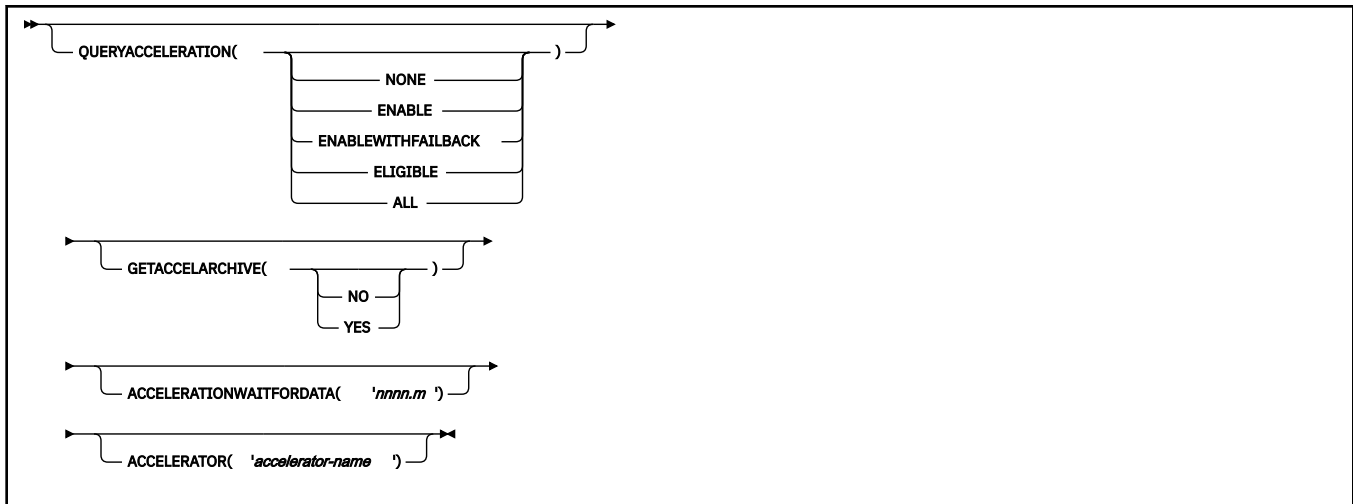 QUERYACCELERATION( )
NONE
ENABLE
ENABLEWITHFAILBACK
ELIGIBLE
ALL
GETACCELARCHIVE( )
NO
YES
ACCELERATIONWAITFORDATA( 'nnnn.m ')
ACCELERATOR( 'accelerator-name ')